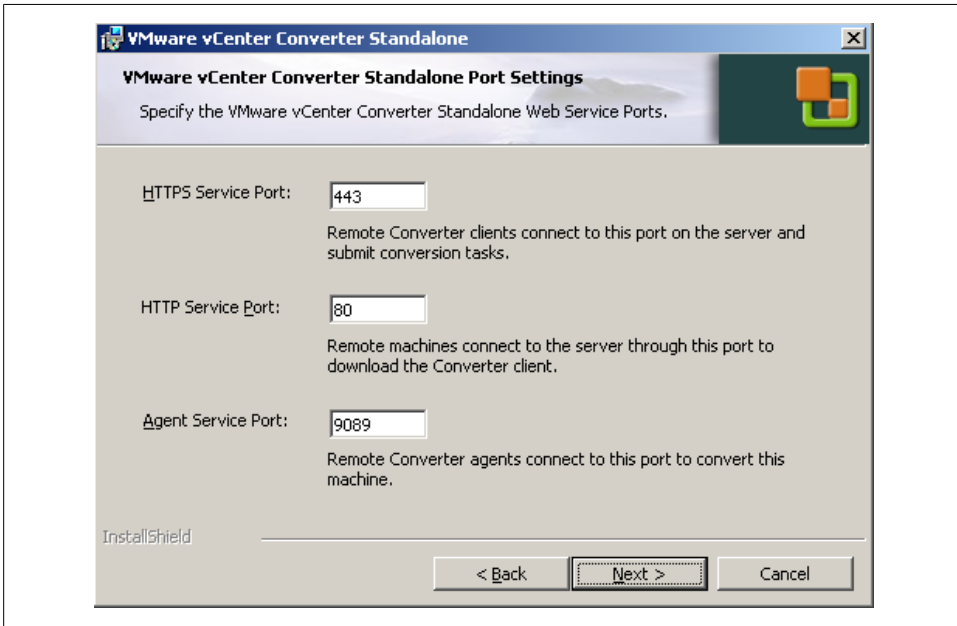 VMware vCenter Converter Standalone
VMware vCenter Converter Standalone Port Settings
Specify the VMware vCenter Converter Standalone Web Service Ports.
HTTPS Service Port:
443
Remote Converter clients connect to this port on the server and
submit conversion tasks.
HTTP Service Port:
80
Remote machines connect to the server through this port to
download the Converter client.
Agent Service Port:
9089
Remote Converter agents connect to this port to convert this
machine.
InstallShield
< Back
Next >
Cancel